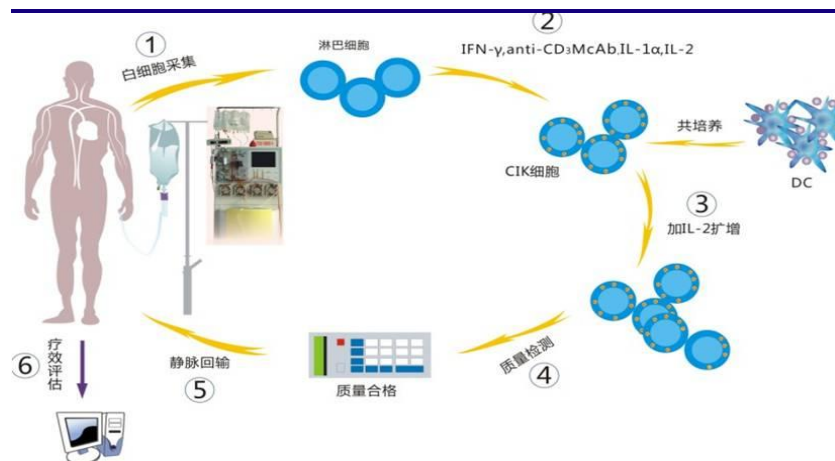 ①
白细胞采集
淋巴细胞
②
IFN-γ,anti-CD3McAb,IL-1α,IL-2
CIK细胞
共培养
DC
③
加IL-2扩增
质量检测
④
质量合格
静脉回输
⑤
⑥
疗效评估